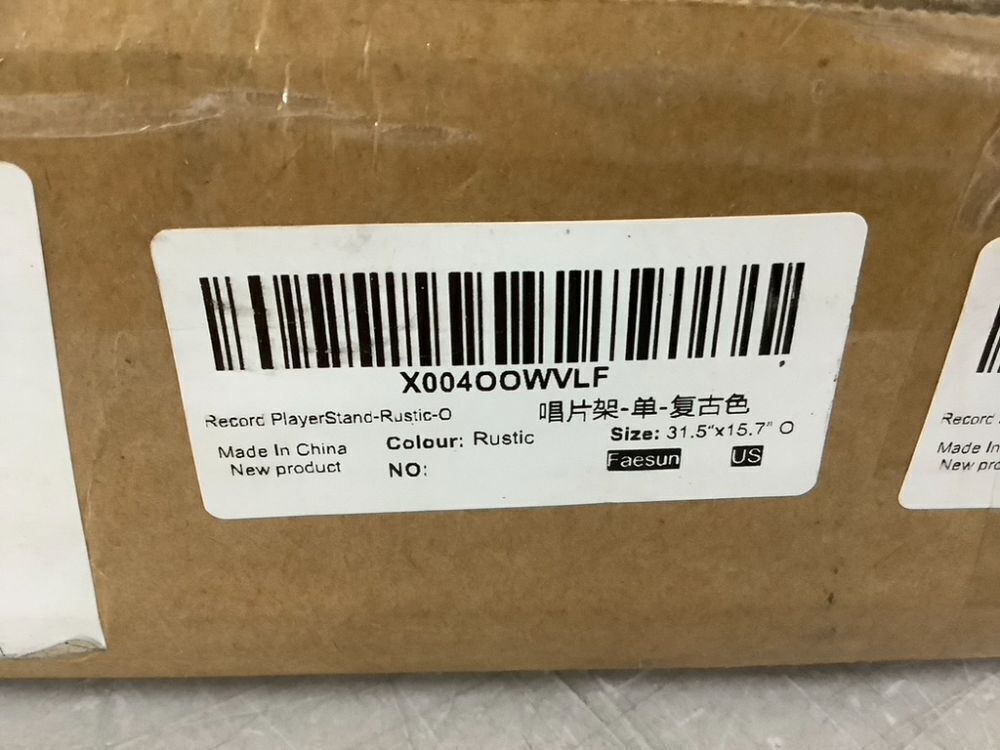 X004OOWVLF
Record PlayerStand-Rustic-O 唱片架-单-复古色
Made In China Colour: Rustic Size: 31.5"x15.7" O
New product NO: Faesun US
Record
Made In
New pro